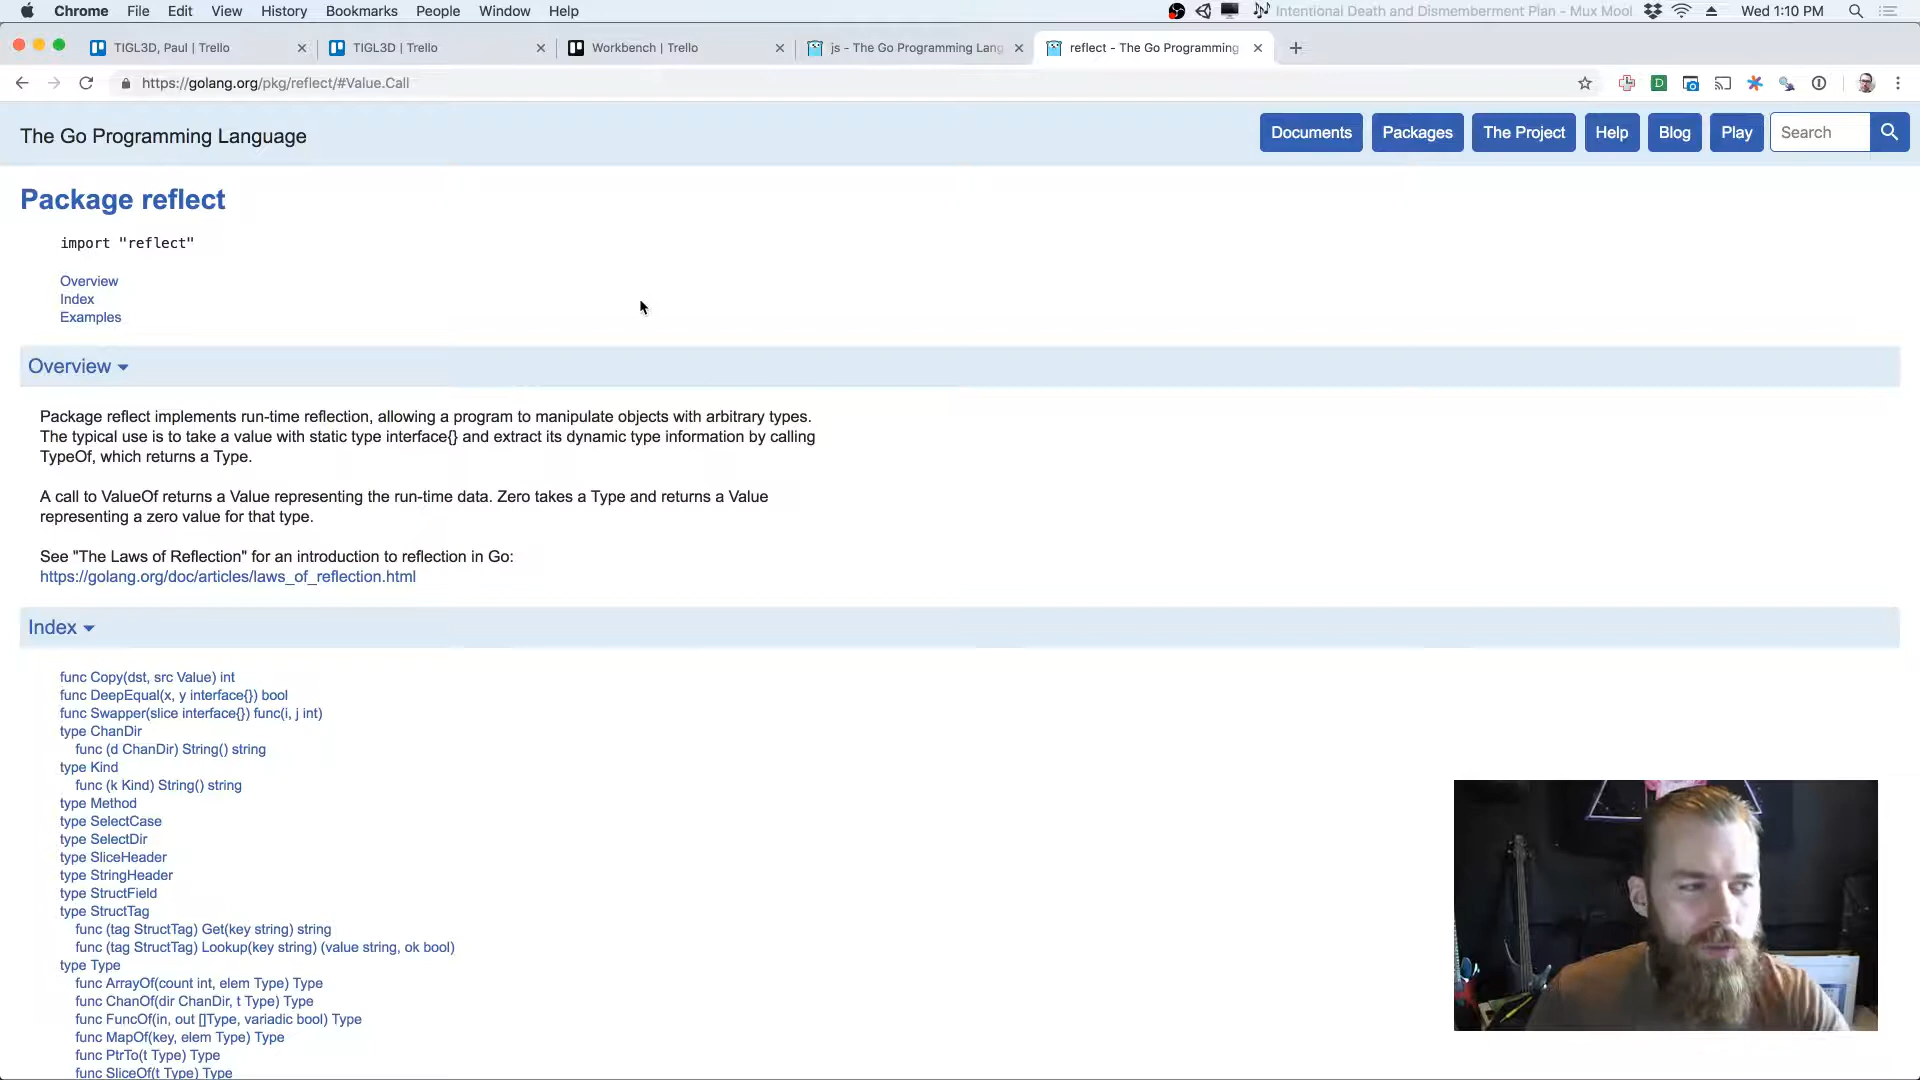 Chrome File Edit View History Bookmarks People Window Help Intentional Death and Dismemberment Plan - Mux Mool Wed 1:10 PM
TIGL3D, Paul | Trello TIGL3D | Trello Workbench | Trello js - The Go Programming Lang reflect - The Go Programming
https://golang.org/pkg/reflect/#Value.Call
The Go Programming Language Documents Packages The Project Help Blog Play Search
Package reflect
import "reflect"
Overview
Index
Examples
Overview
Package reflect implements run-time reflection, allowing a program to manipulate objects with arbitrary types.
The typical use is to take a value with static type interface{} and extract its dynamic type information by calling
TypeOf, which returns a Type.
A call to ValueOf returns a Value representing the run-time data. Zero takes a Type and returns a Value
representing a zero value for that type.
See "The Laws of Reflection" for an introduction to reflection in Go:
https://golang.org/doc/articles/laws_of_reflection.html
Index
func Copy(dst, src Value) int
func DeepEqual(x, y interface{}) bool
func Swapper(slice interface{}) func(i, j int)
type ChanDir
func (d ChanDir) String() string
type Kind
func (k Kind) String() string
type Method
type SelectCase
type SelectDir
type SliceHeader
type StringHeader
type StructField
type StructTag
func (tag StructTag) Get(key string) string
func (tag StructTag) Lookup(key string) (value string, ok bool)
type Type
func ArrayOf(count int, elem Type) Type
func ChanOf(dir ChanDir, t Type) Type
func FuncOf(in, out []Type, variadic bool) Type
func MapOf(key, elem Type) Type
func PtrTo(t Type) Type
func SliceOf(t Type) Type